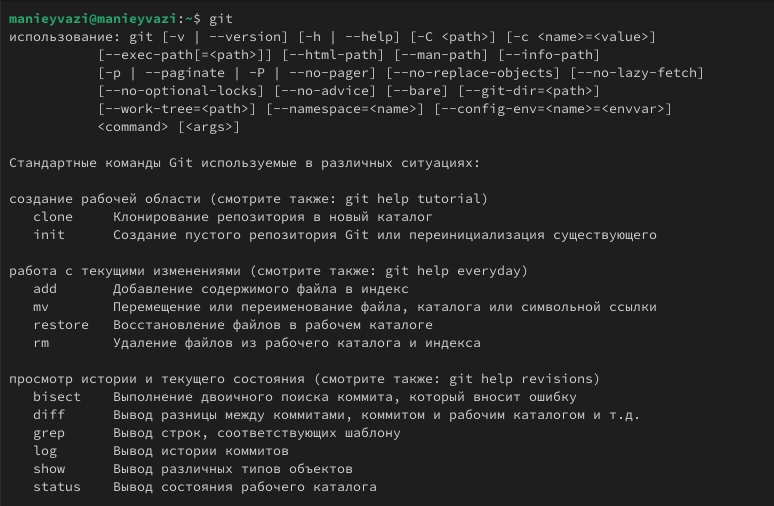 manieyvazi@manieyvazi:~$ git
использование: git [-v | --version] [-h | --help] [-C <path>] [-c <name>=<value>]
           [--exec-path[=<path>]] [--html-path] [--man-path] [--info-path]
           [-p | --paginate | -P | --no-pager] [--no-replace-objects] [--no-lazy-fetch]
           [--no-optional-locks] [--no-advice] [--bare] [--git-dir=<path>]
           [--work-tree=<path>] [--namespace=<name>] [--config-env=<name>=<envvar>]
           <command> [<args>]

Стандартные команды Git используемые в различных ситуациях:

создание рабочей области (смотрите также: git help tutorial)
   clone     Клонирование репозитория в новый каталог
   init      Создание пустого репозитория Git или переинициализация существующего

работа с текущими изменениями (смотрите также: git help everyday)
   add       Добавление содержимого файла в индекс
   mv        Перемещение или переименование файла, каталога или символьной ссылки
   restore   Восстановление файлов в рабочем каталоге
   rm        Удаление файлов из рабочего каталога и индекса

просмотр истории и текущего состояния (смотрите также: git help revisions)
   bisect    Выполнение двоичного поиска коммита, который вносит ошибку
   diff      Вывод разницы между коммитами, коммитом и рабочим каталогом и т.д.
   grep      Вывод строк, соответствующих шаблону
   log       Вывод истории коммитов
   show      Вывод различных типов объектов
   status    Вывод состояния рабочего каталога